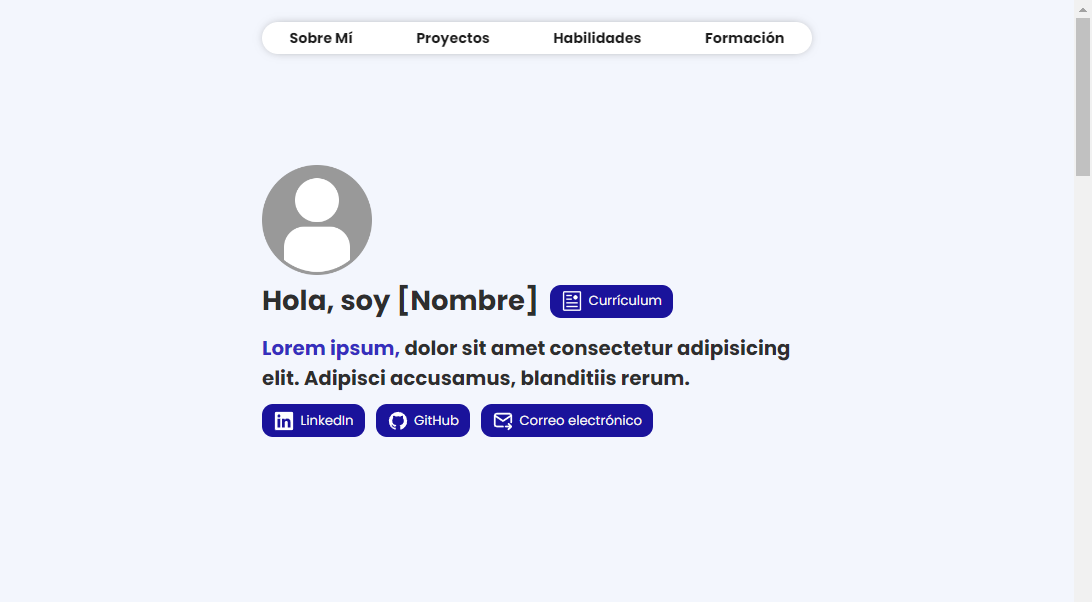 Sobre Mí Proyectos Habilidades Formación
Hola, soy [Nombre] Currículum
Lorem ipsum, dolor sit amet consectetur adipisicing
elit. Adipisci accusamus, blanditiis rerum.
LinkedIn GitHub Correo electrónico